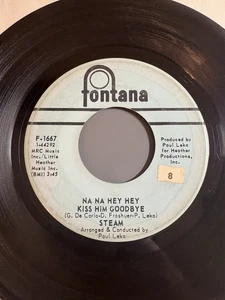 fontana
F-1667
1-44292
MRC Music
Inc./Little
Heather
Music Inc.
(BMI) 3:45
Produced by
Paul Leka
for Heather
Productions,
Inc.
8
NA NA HEY HEY
KISS HIM GOODBYE
(G. De Carlo-D. Frashuer-P. Leka)
STEAM
Arranged & Conducted by
Paul Leka